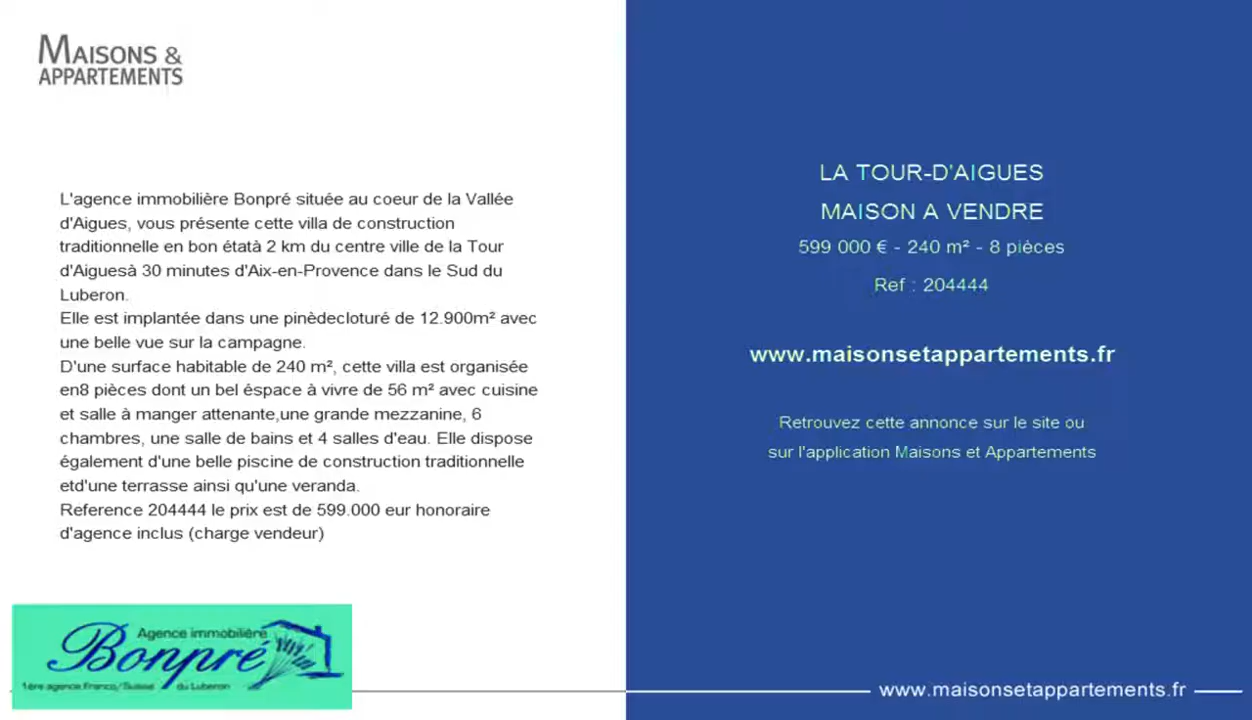 MAISONS &
APPARTEMENTS
L'agence immobilière Bonpré située au coeur de la Vallée
d'Aigues, vous présente cette villa de construction
traditionnelle en bon étatà 2 km du centre ville de la Tour
d'Aiguesà 30 minutes d'Aix-en-Provence dans le Sud du
Luberon.
Elle est implantée dans une pinèdecloturé de 12.900m² avec
une belle vue sur la campagne.
D'une surface habitable de 240 m², cette villa est organisée
en8 pièces dont un bel éspace à vivre de 56 m² avec cuisine
et salle à manger attenante,une grande mezzanine, 6
chambres, une salle de bains et 4 salles d'eau. Elle dispose
également d'une belle piscine de construction traditionnelle
etd'une terrasse ainsi qu'une veranda.
Reference 204444 le prix est de 599.000 eur honoraire
d'agence inclus (charge vendeur)
Agence immobilière
Bonpré
1ère agence Franco/Suisse du Luberon
LA TOUR-D'AIGUES
MAISON A VENDRE
599 000 € - 240 m² - 8 pièces
Ref : 204444
www.maisonsetappartements.fr
Retrouvez cette annonce sur le site ou
sur l'application Maisons et Appartements
www.maisonsetappartements.fr